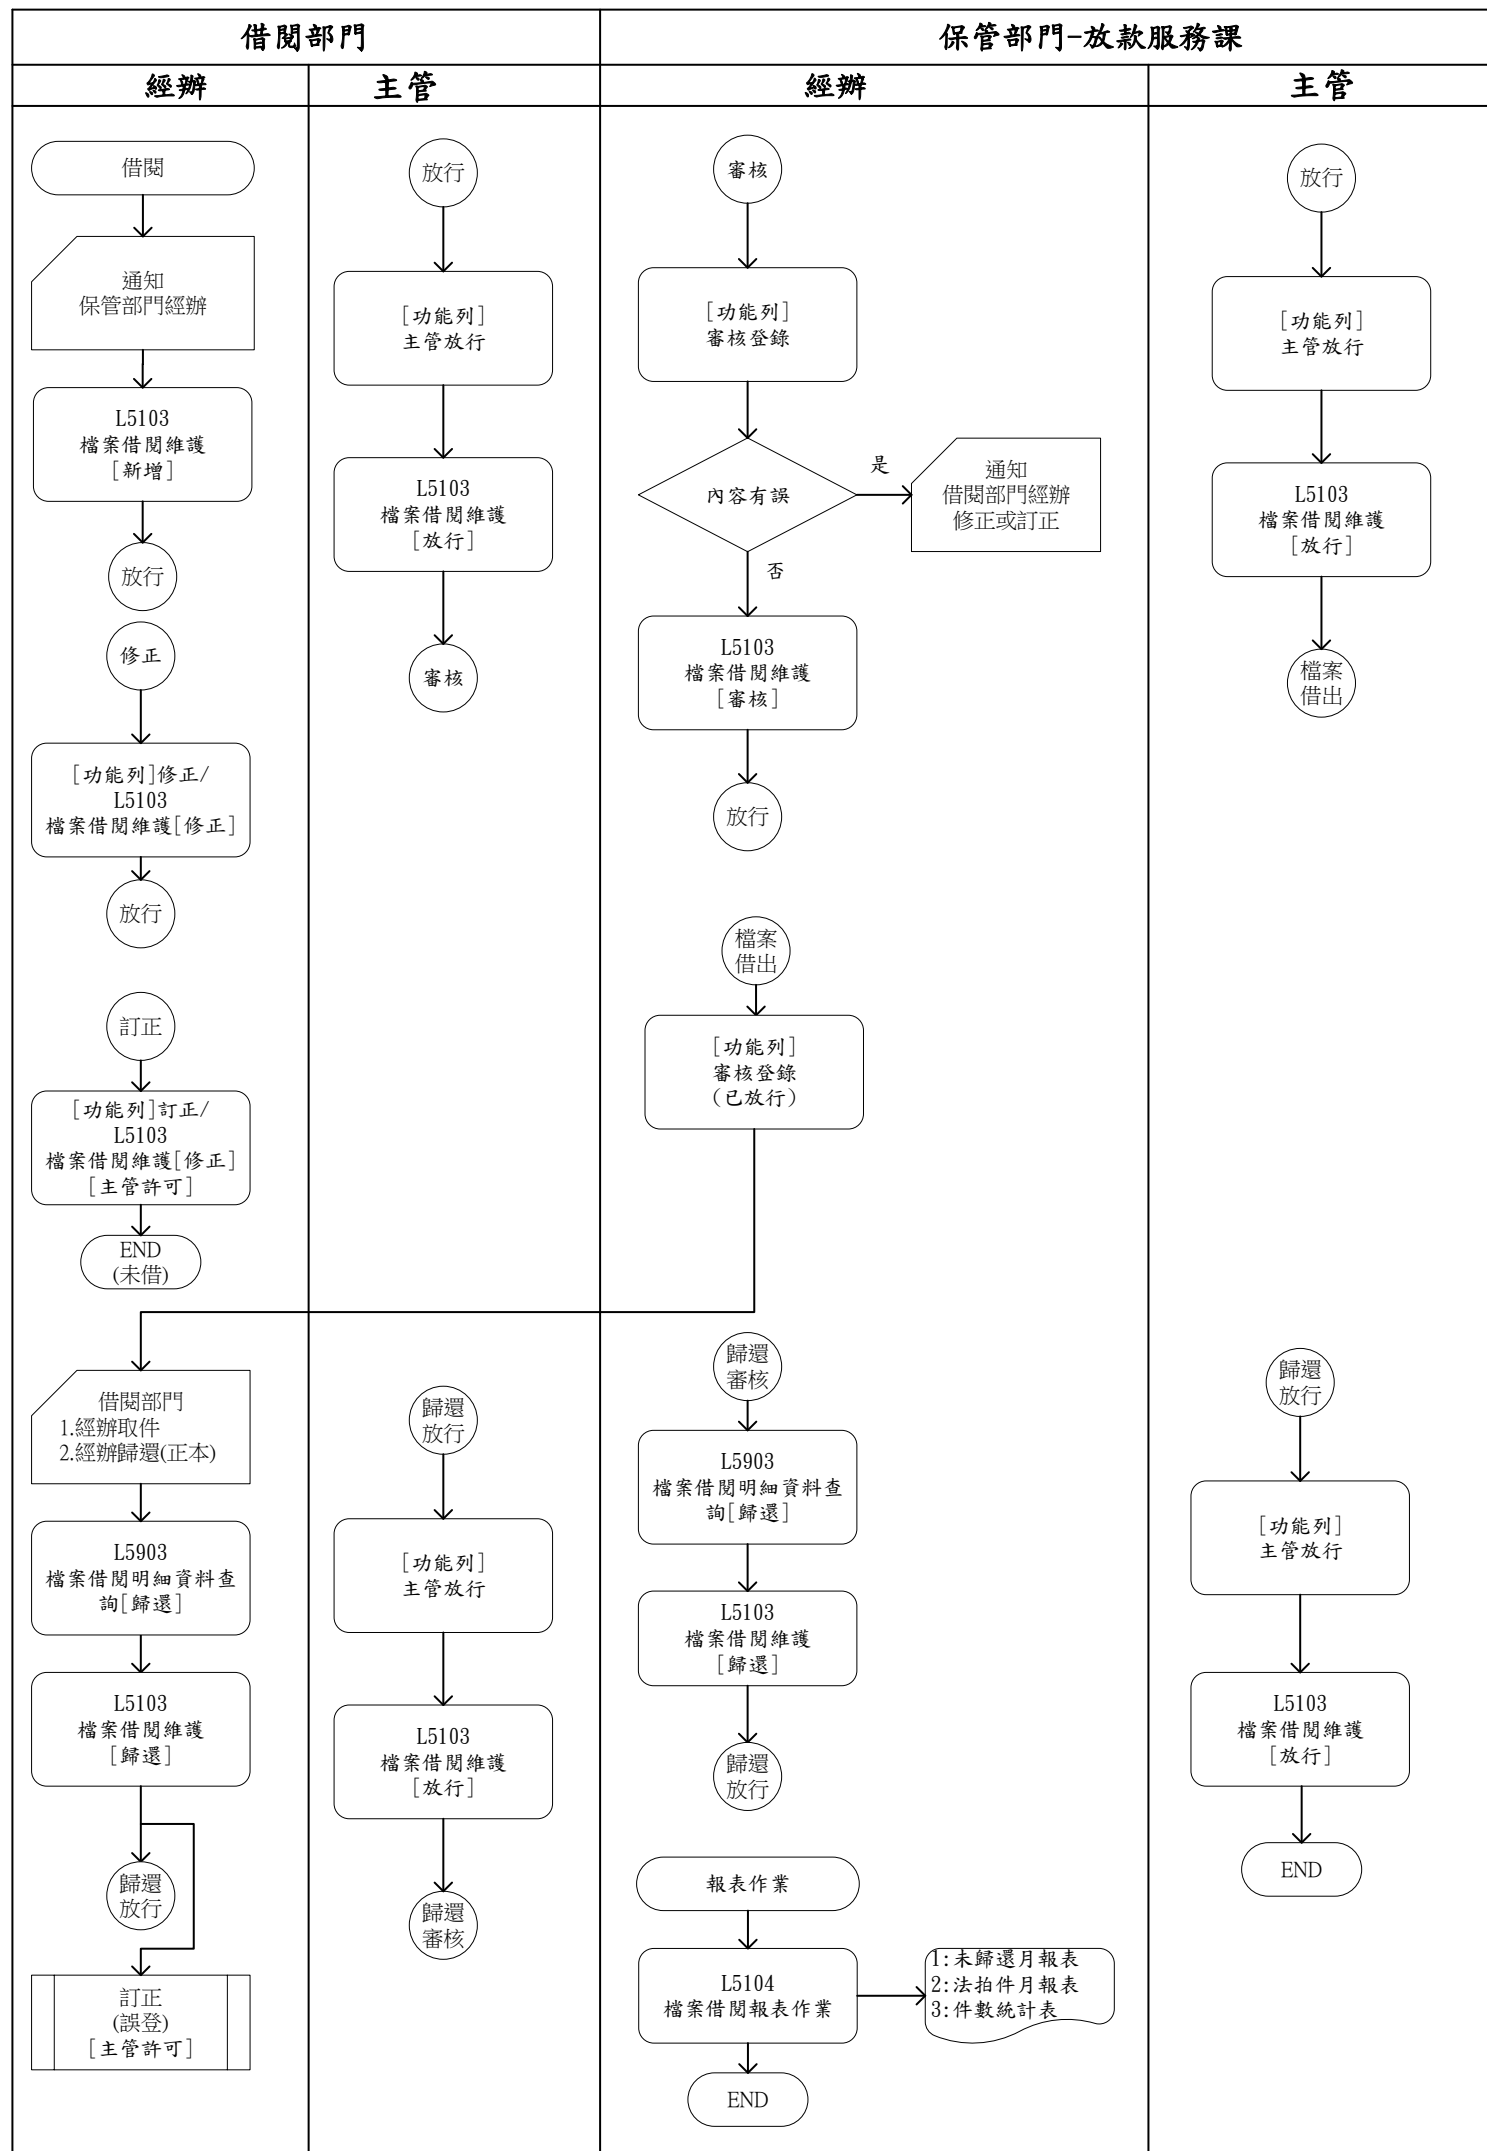 借閱部門
保管部門-放款服務課
經辦
主管
經辦
主管
借閱
通知
保管部門經辦
L5103
檔案借閱維護
[新增]
放行
修正
[功能列]修正/
L5103
檔案借閱維護[修正]
放行
訂正
[功能列]訂正/
L5103
檔案借閱維護[修正]
[主管許可]
END
(未借)
放行
[功能列]
主管放行
L5103
檔案借閱維護
[放行]
審核
審核
[功能列]
審核登錄
內容有誤
是
通知
借閱部門經辦
修正或訂正
否
L5103
檔案借閱維護
[審核]
放行
放行
[功能列]
主管放行
L5103
檔案借閱維護
[放行]
檔案
借出
檔案
借出
[功能列]
審核登錄
(已放行)
借閱部門
1.經辦取件
2.經辦歸還(正本)
L5903
檔案借閱明細資料查
詢[歸還]
L5103
檔案借閱維護
[歸還]
歸還
放行
訂正
(誤登)
[主管許可]
歸還
放行
[功能列]
主管放行
L5103
檔案借閱維護
[放行]
歸還
審核
歸還
審核
L5903
檔案借閱明細資料查
詢[歸還]
L5103
檔案借閱維護
[歸還]
歸還
放行
歸還
放行
[功能列]
主管放行
L5103
檔案借閱維護
[放行]
END
報表作業
L5104
檔案借閱報表作業
1:未歸還月報表
2:法拍件月報表
3:件數統計表
END